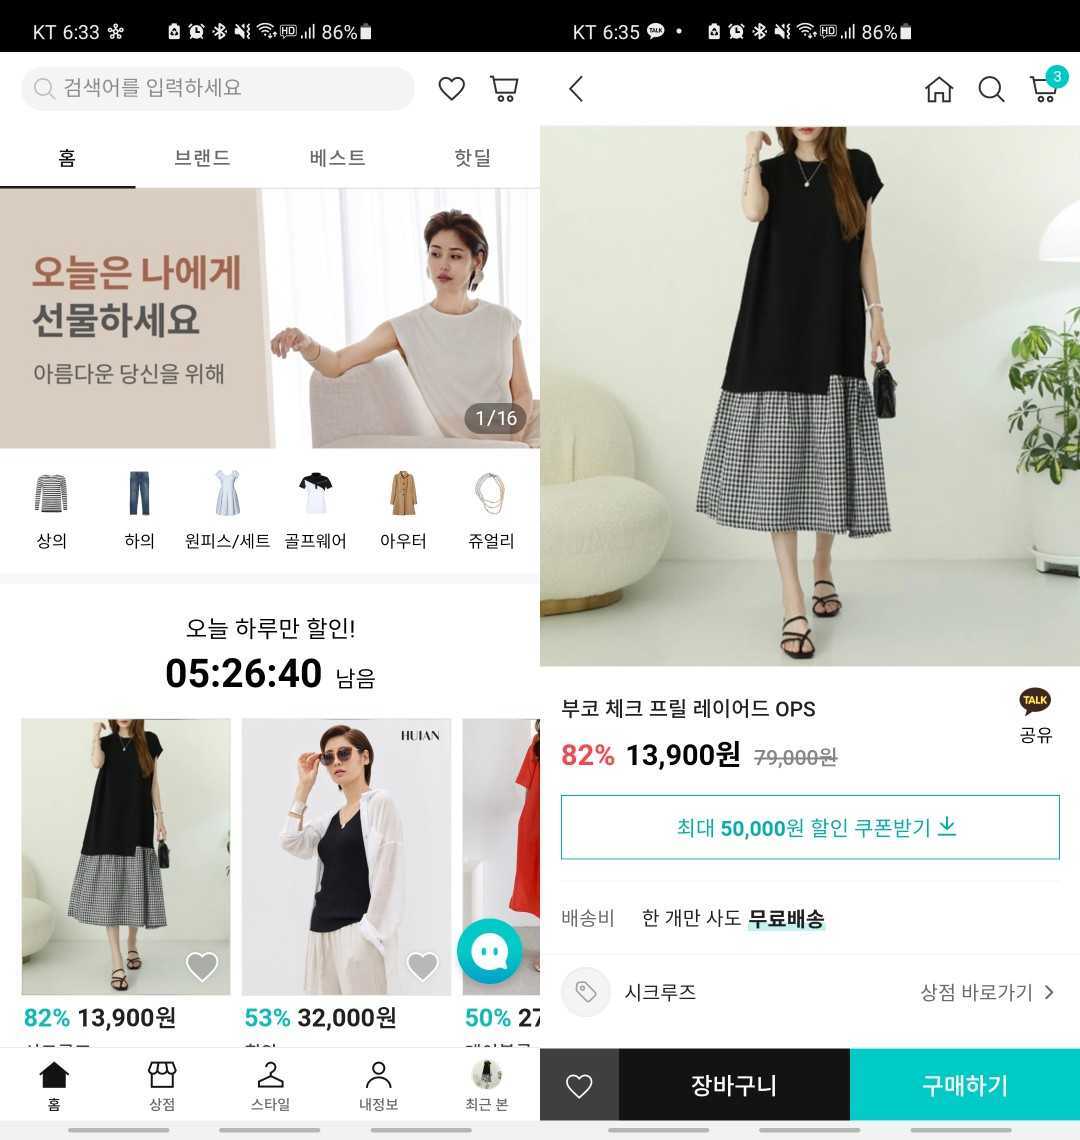 KT 6:33
HD
86%
검색어를 입력하세요
홈
브랜드
베스트
핫딜
오늘은 나에게
선물하세요
아름다운 당신을 위해
1/16
상의
하의
원피스/세트
골프웨어
아우터
쥬얼리
오늘 하루만 할인!
05:26:40 남음
HUIAN
82% 13,900원
53% 32,000원
50% 27
홈
상점
스타일
내정보
최근 본
KT 6:35
TALK
HD
86%
3
부코 체크 프릴 레이어드 OPS
TALK
공유
82% 13,900원 79,000원
최대 50,000원 할인 쿠폰받기
배송비 한 개만 사도 무료배송
시크루즈
상점 바로가기
장바구니
구매하기